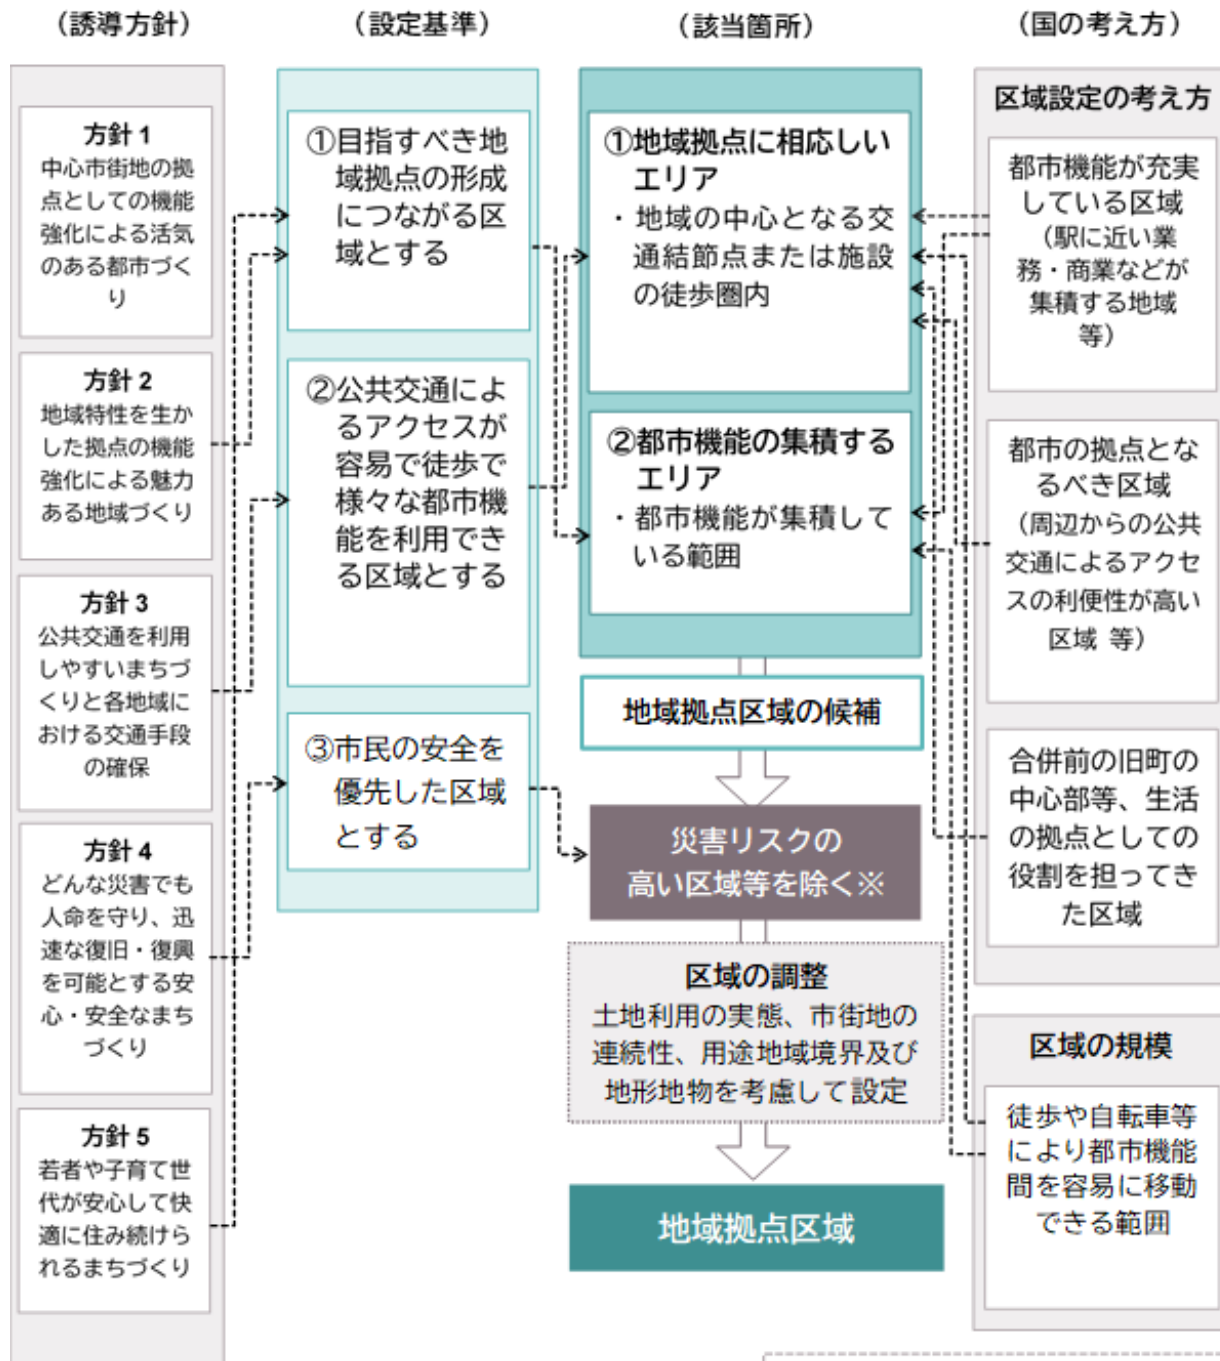 （誘導方針）
方針 1
中心市街地の拠
点としての機能
強化による活気
のある都市づく
り
方針 2
地域特性を生か
した拠点の機能
強化による魅力
ある地域づくり
方針 3
公共交通を利用
しやすいまちづ
くりと各地域に
おける交通手段
の確保
方針 4
どんな災害でも
人命を守り、迅
速な復旧・復興
を可能とする安
心・安全なまち
づくり
方針 5
若者や子育て世
代が安心して快
適に住み続けら
れるまちづくり
（設定基準）
①目指すべき地
域拠点の形成
につながる区
域とする
②公共交通によ
るアクセスが
容易で徒歩で
様々な都市機
能を利用でき
る区域とする
③市民の安全を
優先した区域
とする
（該当箇所）
①地域拠点に相応しい
エリア
・地域の中心となる交
通結節点または施設
の徒歩圏内
②都市機能の集積する
エリア
・都市機能が集積して
いる範囲
地域拠点区域の候補
災害リスクの
高い区域等を除く※
区域の調整
土地利用の実態、市街地の
連続性、用途地域境界及び
地形地物を考慮して設定
地域拠点区域
（国の考え方）
区域設定の考え方
都市機能が充実
している区域
（駅に近い業
務・商業などが
集積する地域
等）
都市の拠点とな
るべき区域
（周辺からの公共
交通によるアクセ
スの利便性が高い
区域 等）
合併前の旧町の
中心部等、生活
の拠点としての
役割を担ってき
た区域
区域の規模
徒歩や自転車等
により都市機能
間を容易に移動
できる範囲